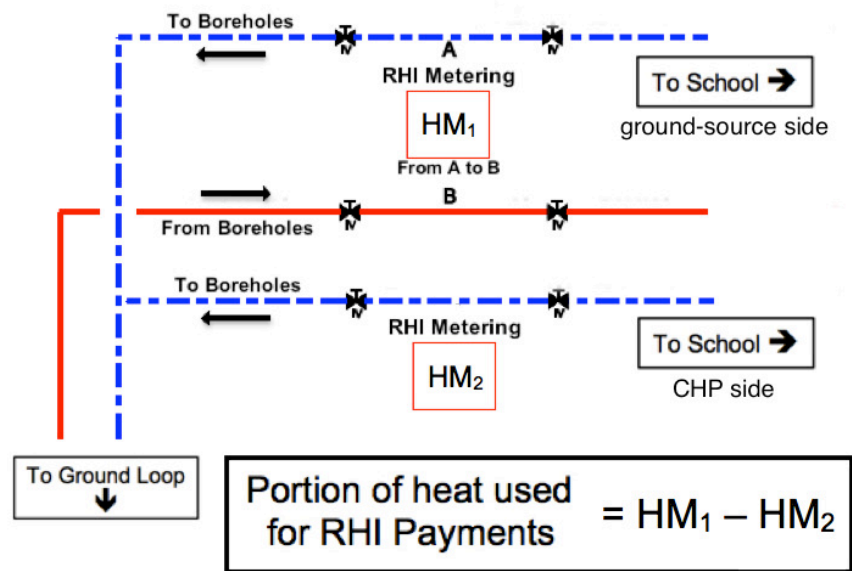 To Boreholes
A
RHI Metering
To School →
HM₁
ground-source side
From A to B
B
From Boreholes
To Boreholes
RHI Metering
To School →
HM₂
CHP side
To Ground Loop
↓
Portion of heat used
for RHI Payments = HM₁ – HM₂